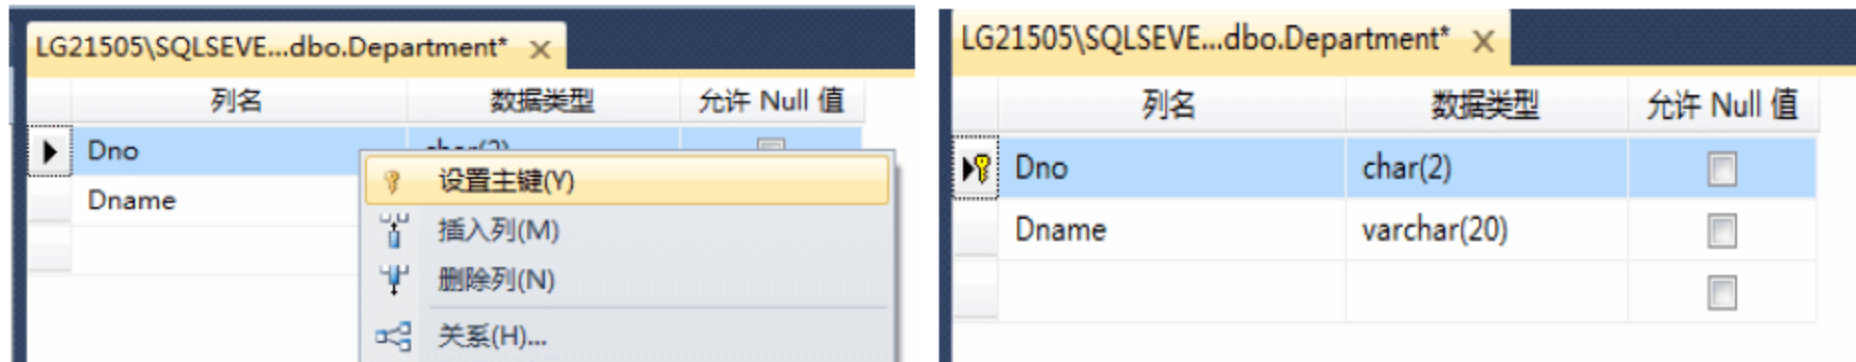 LG21505\SQLSEVE...dbo.Department*
列名 数据类型 允许 Null 值
Dno char(2)
Dname
设置主键(Y)
插入列(M)
删除列(N)
关系(H)...
LG21505\SQLSEVE...dbo.Department*
列名 数据类型 允许 Null 值
Dno char(2)
Dname varchar(20)